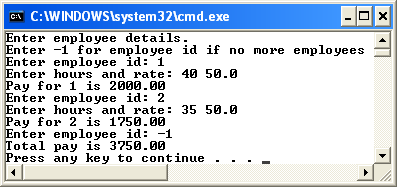 C:\WINDOWS\system32\cmd.exe
Enter employee details.
Enter -1 for employee id if no more employees
Enter employee id: 1
Enter hours and rate: 40 50.0
Pay for 1 is 2000.00
Enter employee id: 2
Enter hours and rate: 35 50.0
Pay for 2 is 1750.00
Enter employee id: -1
Total pay is 3750.00
Press any key to continue . . . _